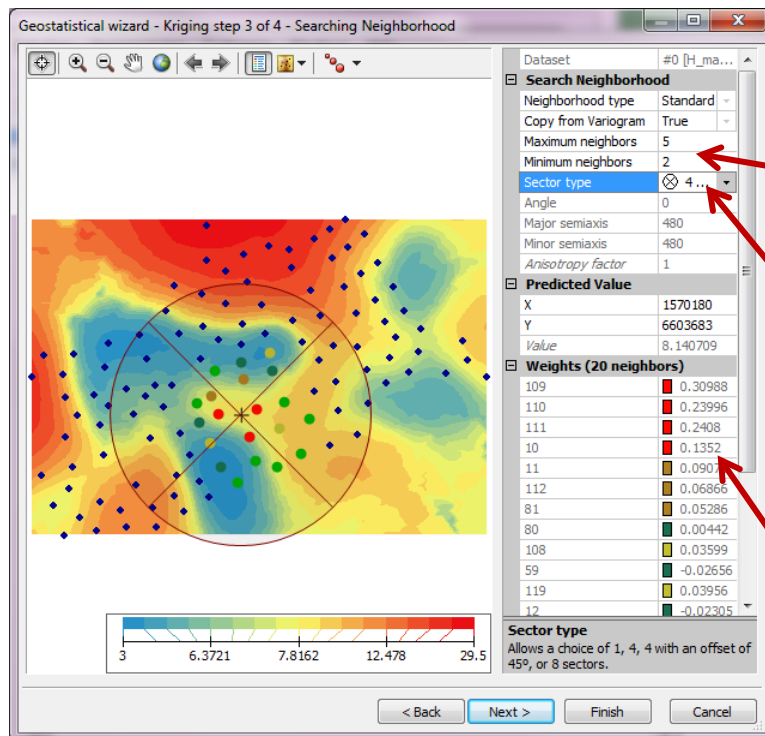 Geostatistical wizard - Kriging step 3 of 4 - Searching Neighborhood
Dataset #0 [H_ma...
Search Neighborhood
Neighborhood type Standard
Copy from Variogram True
Maximum neighbors 5
Minimum neighbors 2
Sector type 4 ...
Angle 0
Major semiaxis 480
Minor semiaxis 480
Anisotropy factor 1
Predicted Value
X 1570180
Y 6603683
Value 8.140709
Weights (20 neighbors)
109 0.30988
110 0.23996
111 0.2408
10 0.1352
11
112 0.06866
81 0.05286
80 0.00442
108 0.03599
59 -0.02656
119 0.03956
12 -0.02305
3 6.3721 7.8162 12.478 29.5
Sector type
Allows a choice of 1, 4, 4 with an offset of
45º, or 8 sectors.
< Back Next > Finish Cancel